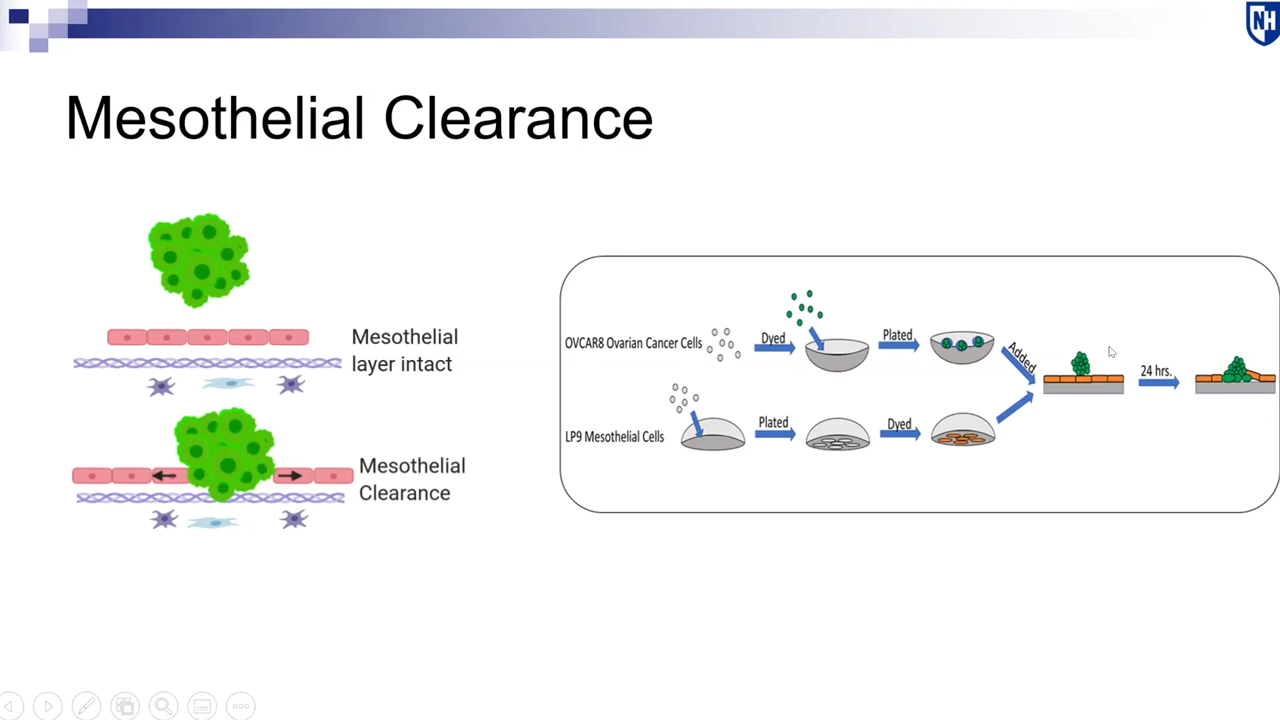 NH
Mesothelial Clearance
Mesothelial
layer intact
Mesothelial
Clearance
OVCAR8 Ovarian Cancer Cells
Dyed
Plated
Added
24 hrs.
LP9 Mesothelial Cells
Plated
Dyed